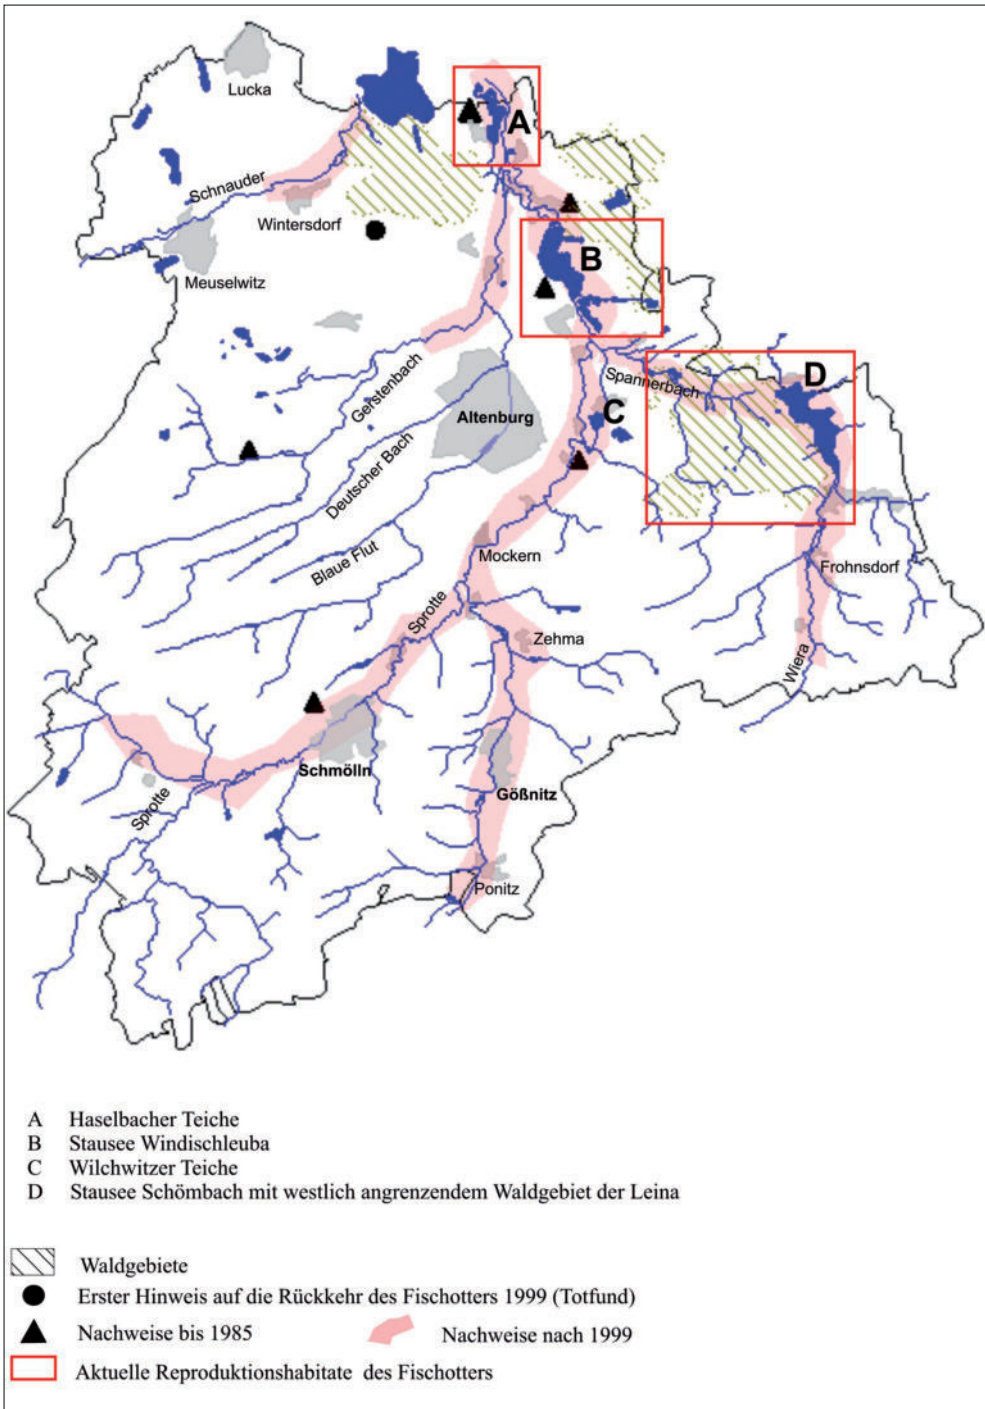 Lucka
A
Schnauder
Wintersdorf
B
Meuselwitz
Spannerbach
D
Gerstenbach
C
Altenburg
Deutscher Bach
Blaue Flut
Mockern
Frohnsdorf
Sprotte
Zehma
Wiera
Schmölln
Gößnitz
Sprotte
Ponitz
A Haselbacher Teiche
B Stausee Windischleuba
C Wilchwitzer Teiche
D Stausee Schömbach mit westlich angrenzendem Waldgebiet der Leina
Waldgebiete
Erster Hinweis auf die Rückkehr des Fischotters 1999 (Totfund)
Nachweise bis 1985 Nachweise nach 1999
Aktuelle Reproduktionshabitate des Fischotters